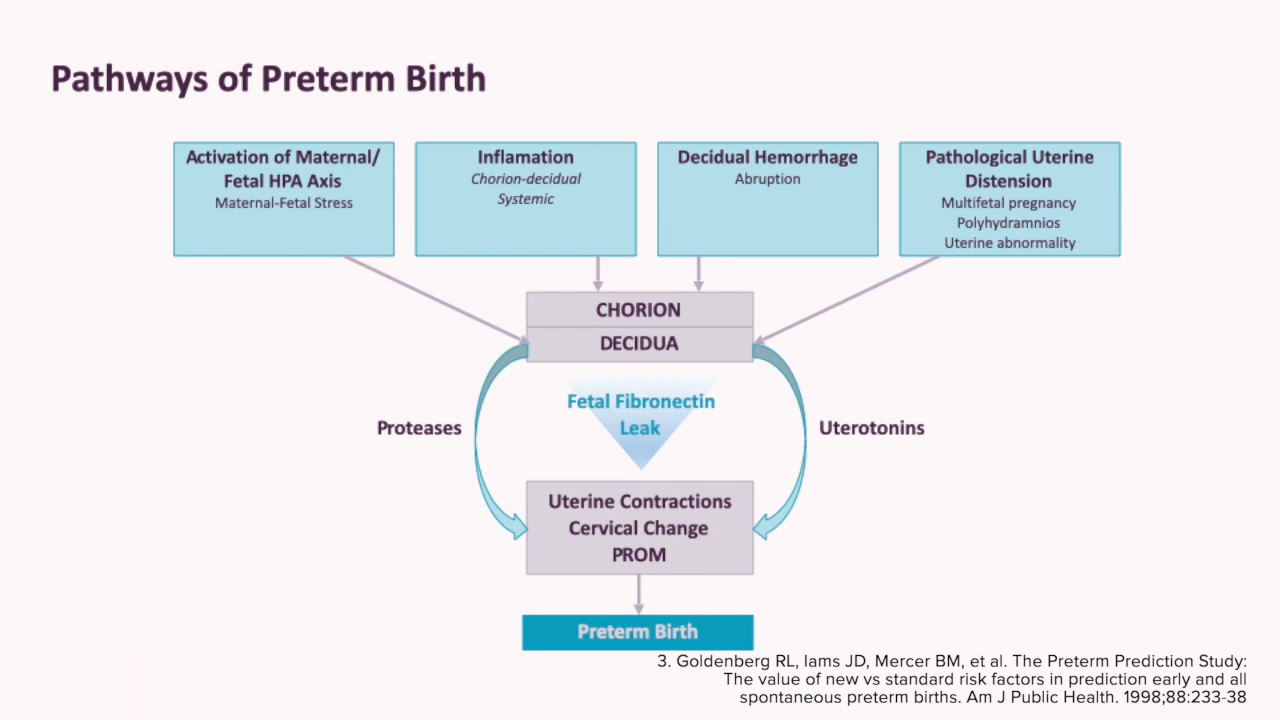 Pathways of Preterm Birth
Activation of Maternal/
Fetal HPA Axis
Maternal-Fetal Stress
Inflamation
Chorion-decidual
Systemic
Decidual Hemorrhage
Abruption
Pathological Uterine
Distension
Multifetal pregnancy
Polyhydramnios
Uterine abnormality
CHORION
DECIDUA
Fetal Fibronectin
Leak
Proteases
Uterotonins
Uterine Contractions
Cervical Change
PROM
Preterm Birth
3. Goldenberg RL, Iams JD, Mercer BM, et al. The Preterm Prediction Study:
The value of new vs standard risk factors in prediction early and all
spontaneous preterm births. Am J Public Health. 1998;88:233-38